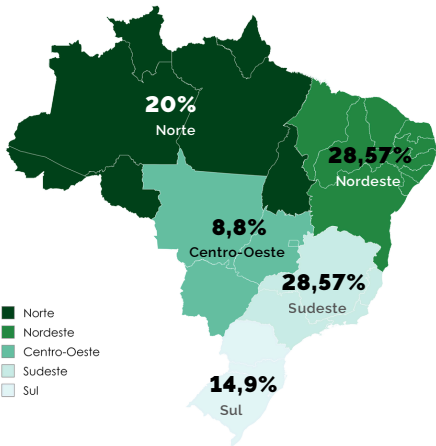 20%
Norte
28,57%
Nordeste
8,8%
Centro-Oeste
28,57%
Sudeste
14,9%
Sul
Norte
Nordeste
Centro-Oeste
Sudeste
Sul